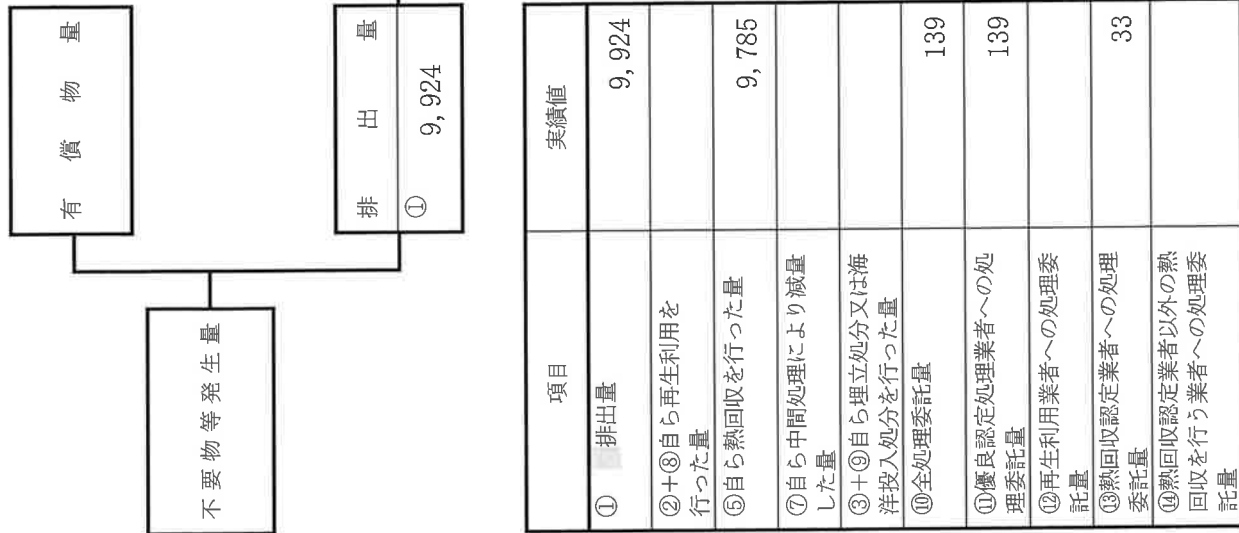 有償物量
不要物等発生量
排出量
①
9,924
項目
実績値
①排出量
9,924
②+⑧自ら再生利用を
行った量
⑤自ら熱回収を行った量
9,785
⑦自ら中間処理により減量
した量
③+⑨自ら埋立処分又は海
洋投入処分を行った量
⑩全処理委託量
139
⑪優良認定処理業者への処
理委託量
139
⑫再生利用業者への処理委
託量
⑬熱回収認定業者への処理
委託量
33
⑭熱回収認定業者以外の熱
回収を行う業者への処理委
託量